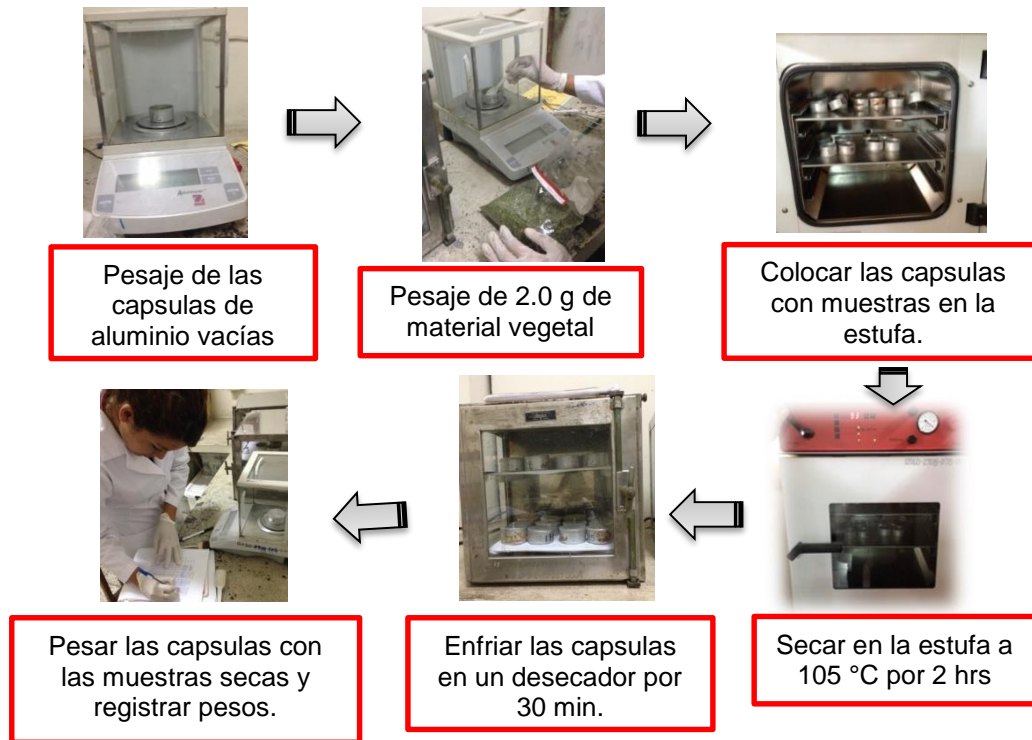 Pesaje de las
capsulas de
aluminio vacías
Pesaje de 2.0 g de
material vegetal
Colocar las capsulas
con muestras en la
estufa.
Secar en la estufa a
105 °C por 2 hrs
Enfriar las capsulas
en un desecador por
30 min.
Pesar las capsulas con
las muestras secas y
registrar pesos.